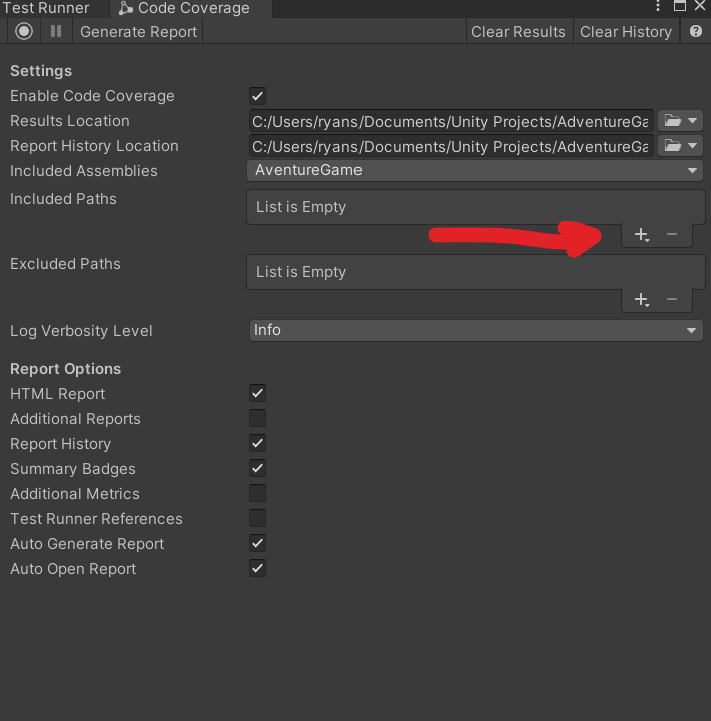 Test Runner Code Coverage
Generate Report Clear Results Clear History ?
Settings
Enable Code Coverage
Results Location C:/Users/ryans/Documents/Unity Projects/AdventureGa
Report History Location C:/Users/ryans/Documents/Unity Projects/AdventureGa
Included Assemblies AventureGame
Included Paths List is Empty
+ −
Excluded Paths List is Empty
+ −
Log Verbosity Level Info
Report Options
HTML Report
Additional Reports
Report History
Summary Badges
Additional Metrics
Test Runner References
Auto Generate Report
Auto Open Report